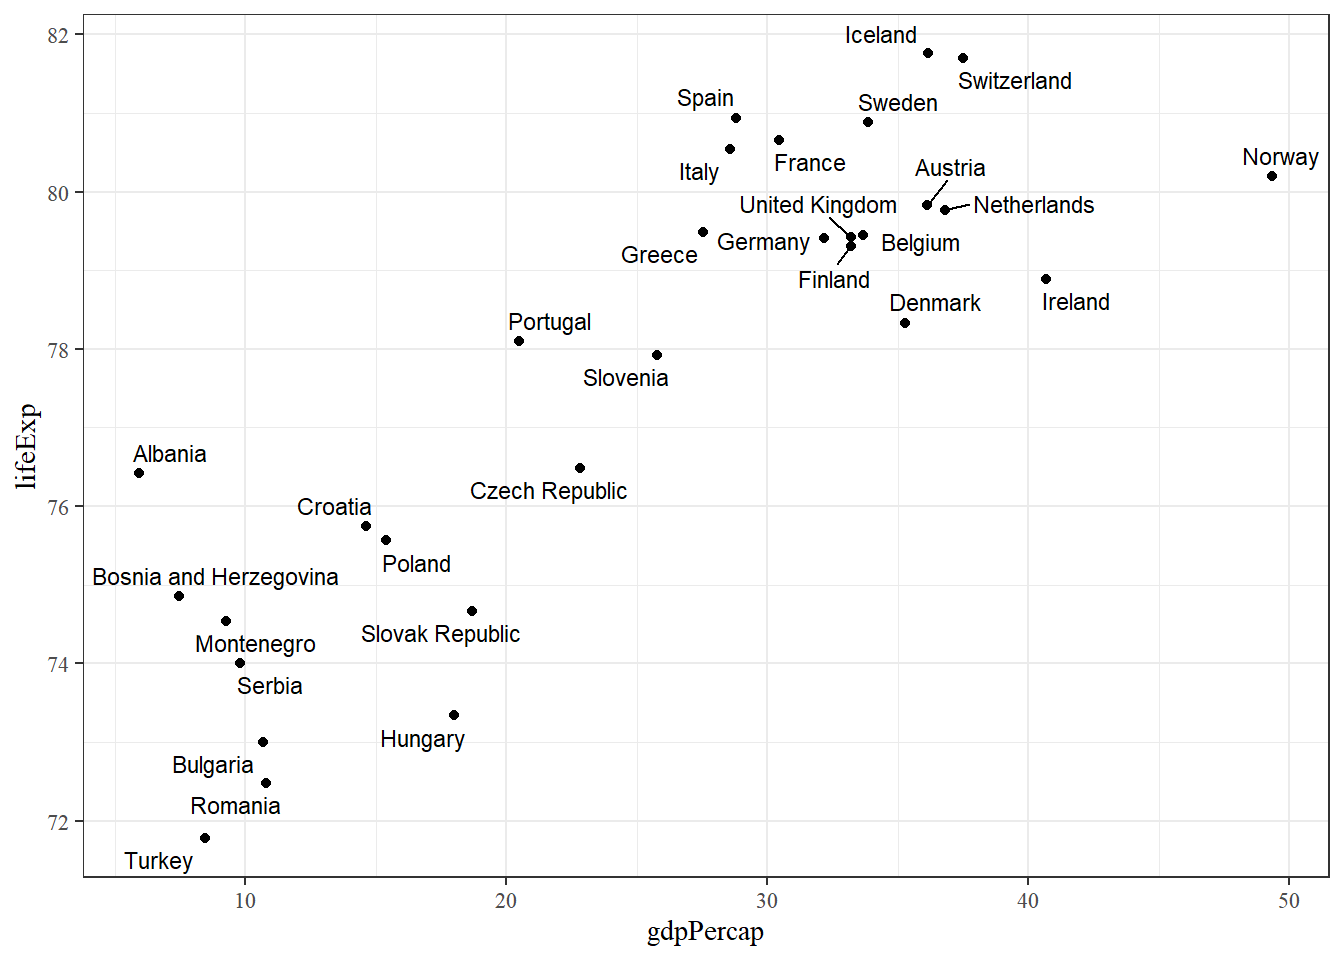 82
80
78
76
74
72
lifeExp
Iceland
Switzerland
Spain
Sweden
Italy
France
Norway
Austria
United Kingdom
Netherlands
Greece
Germany
Belgium
Finland
Denmark
Ireland
Portugal
Slovenia
Albania
Czech Republic
Croatia
Poland
Bosnia and Herzegovina
Slovak Republic
Montenegro
Serbia
Hungary
Bulgaria
Romania
Turkey
10
20
30
40
50
gdpPercap